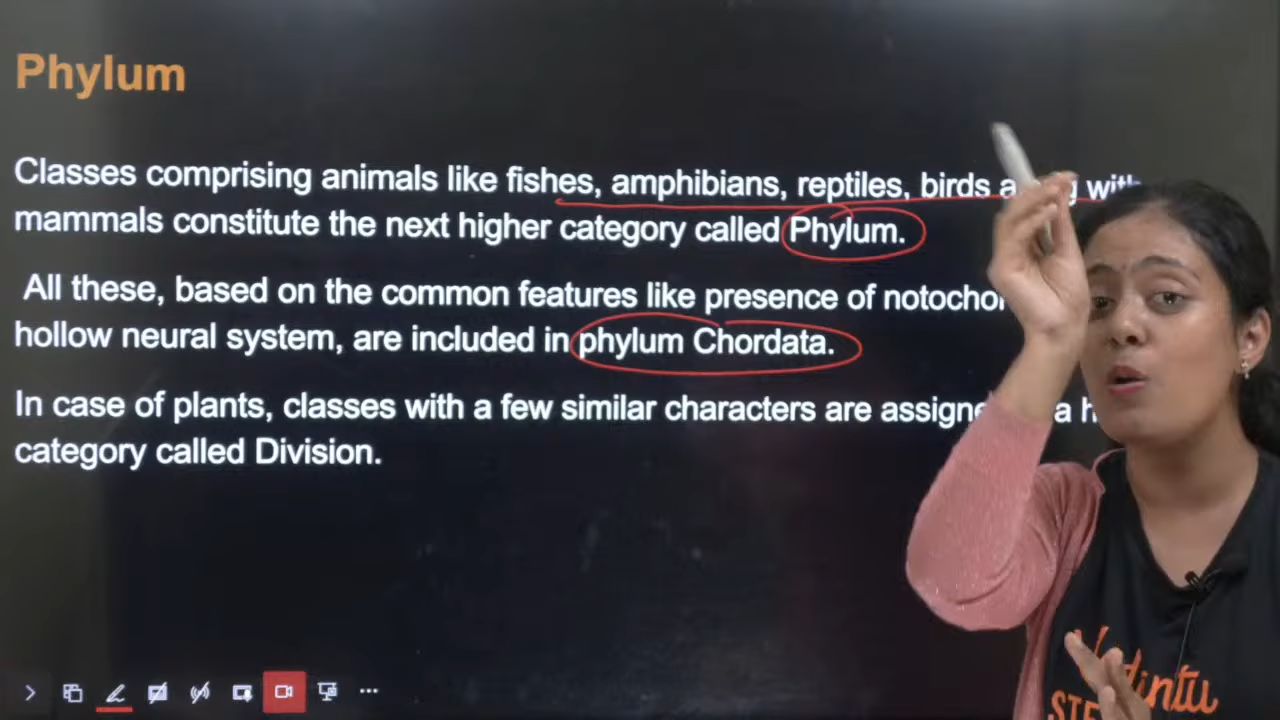 Phylum
Classes comprising animals like fishes, amphibians, reptiles, birds with
mammals constitute the next higher category called Phylum.
All these, based on the common features like presence of
hollow neural system, are included in phylum Chordata.
In case of plants, classes with a few similar characters are a
category called Division.
Vedantu